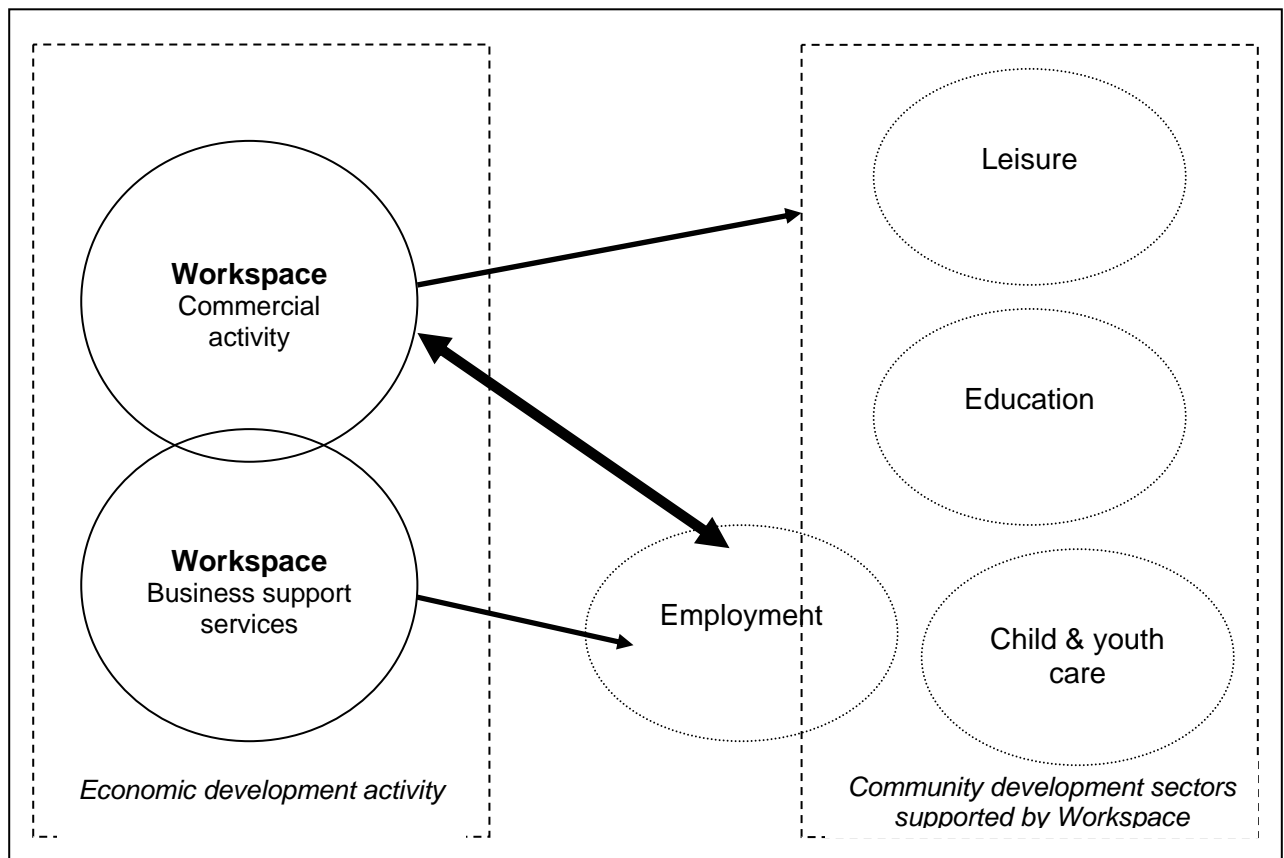 Workspace
Commercial
activity
Workspace
Business support
services
Economic development activity
Employment
Leisure
Education
Child & youth
care
Community development sectors
supported by Workspace